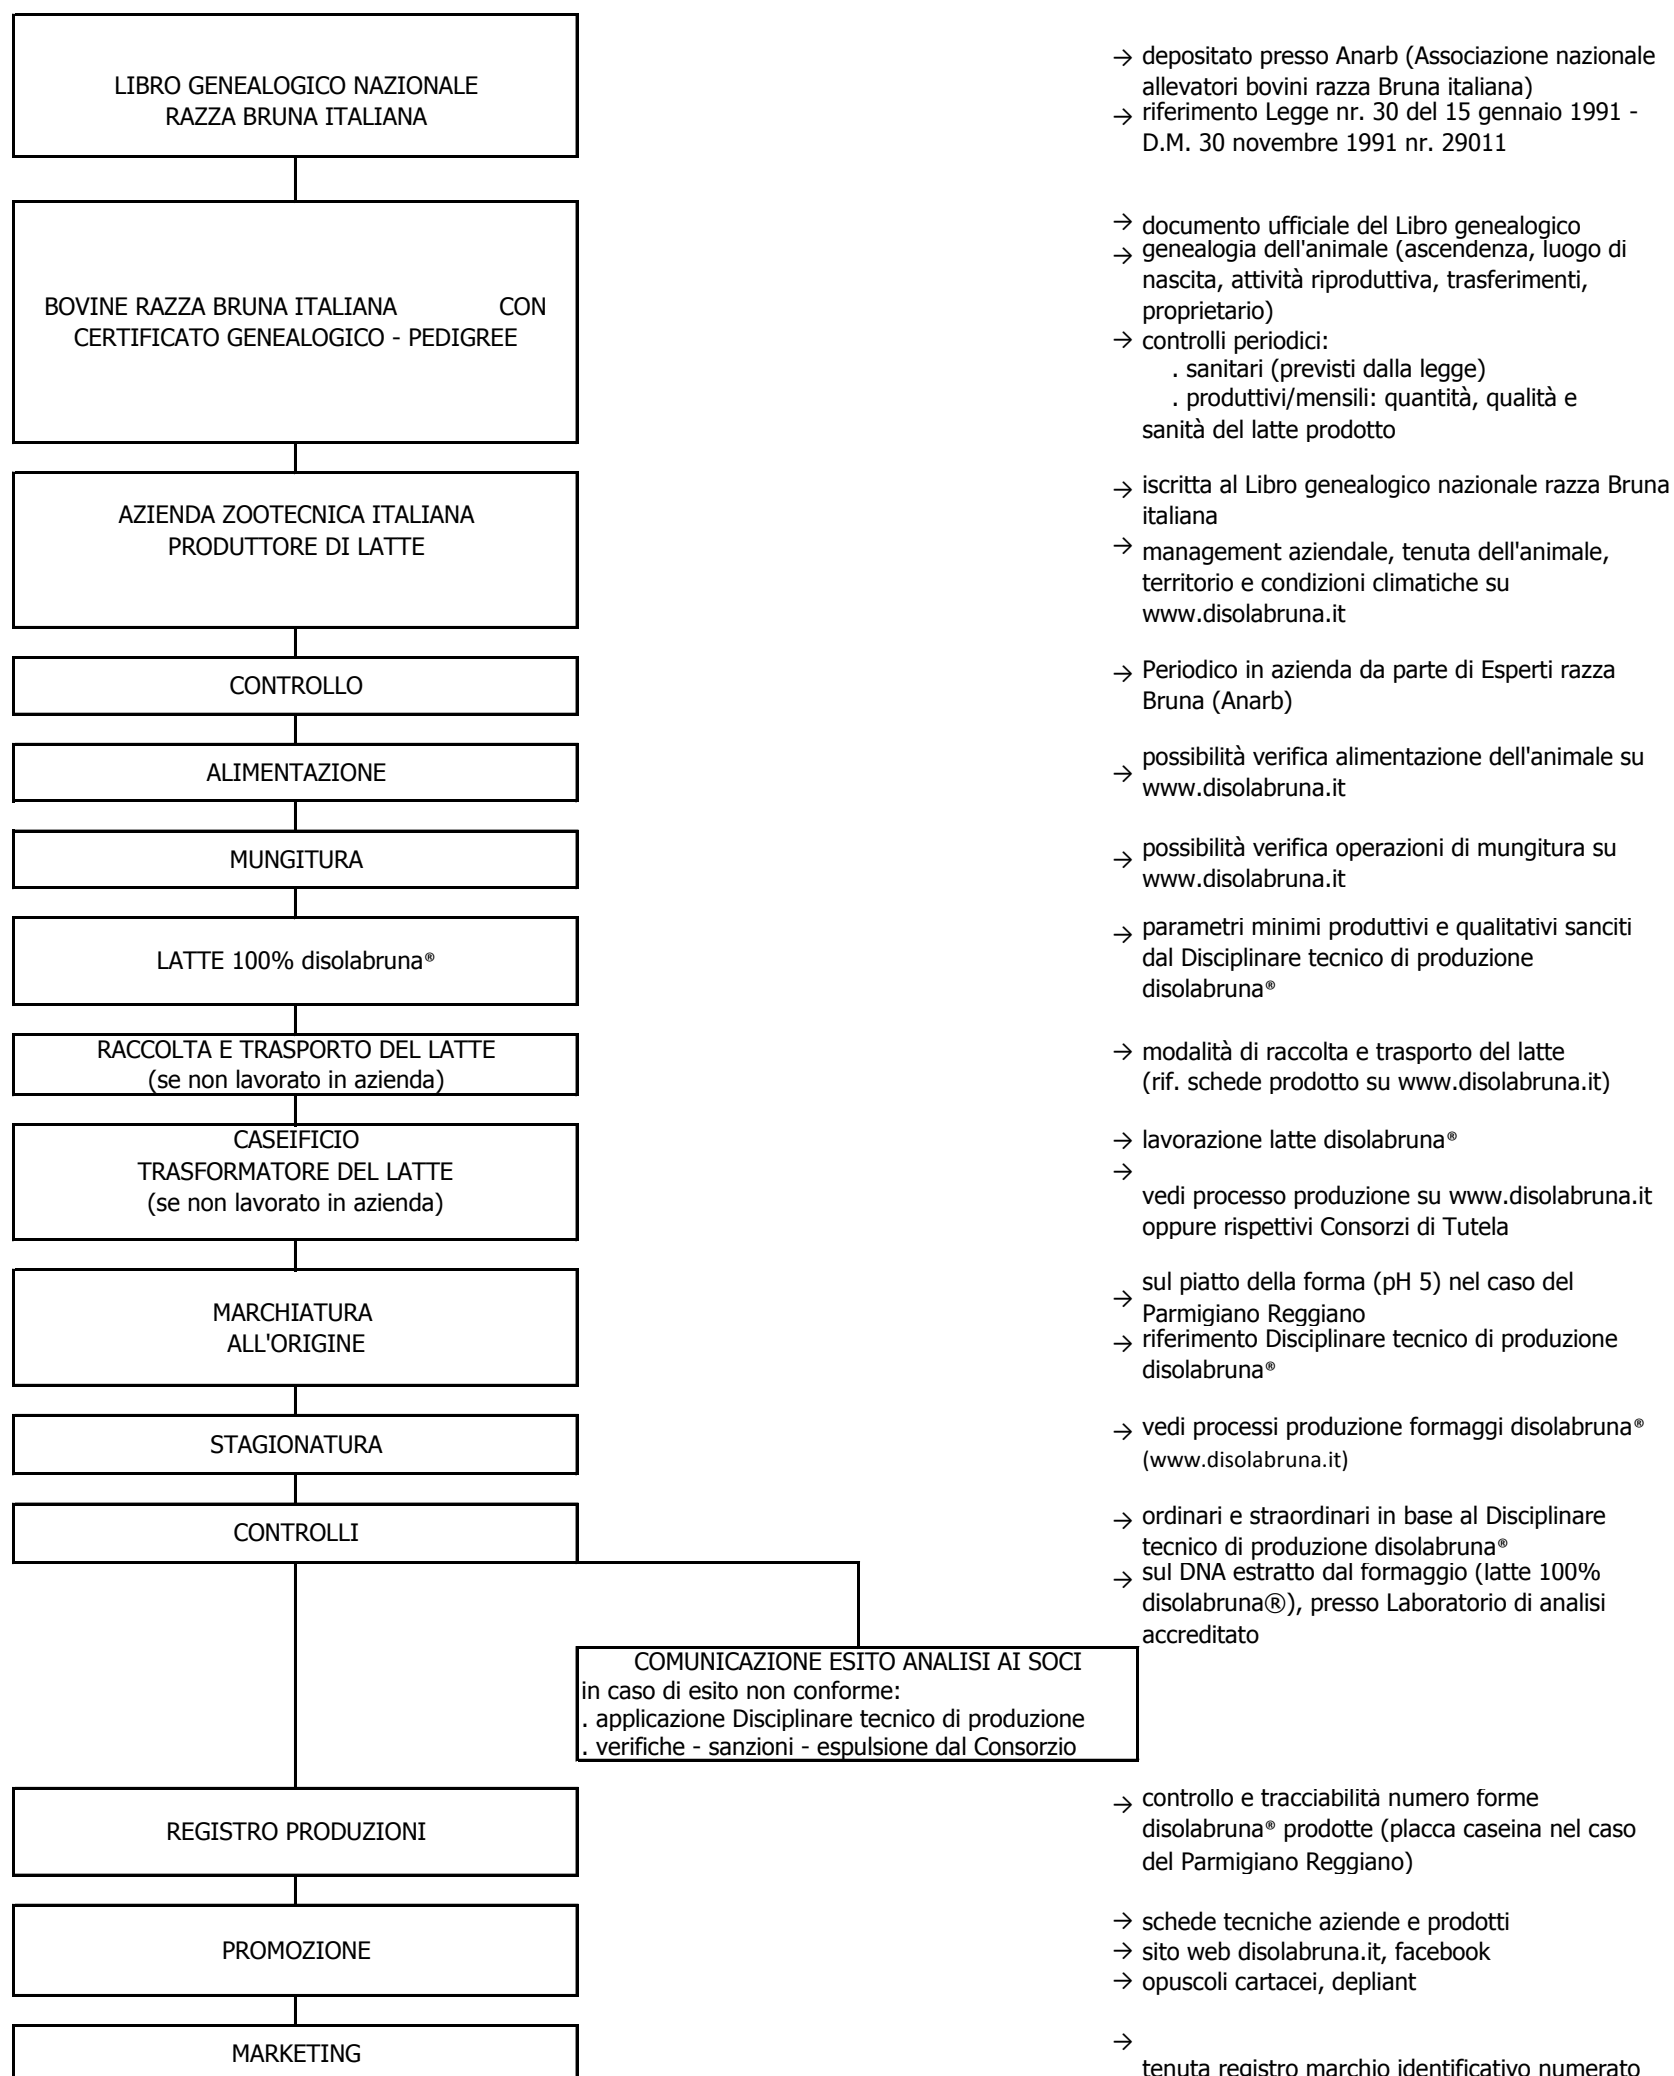 LIBRO GENEALOGICO NAZIONALE
RAZZA BRUNA ITALIANA
→ depositato presso Anarb (Associazione nazionale
allevatori bovini razza Bruna italiana)
→ riferimento Legge nr. 30 del 15 gennaio 1991 -
D.M. 30 novembre 1991 nr. 29011
BOVINE RAZZA BRUNA ITALIANA CON
CERTIFICATO GENEALOGICO - PEDIGREE
→ documento ufficiale del Libro genealogico
→ genealogia dell'animale (ascendenza, luogo di
nascita, attività riproduttiva, trasferimenti,
proprietario)
→ controlli periodici:
. sanitari (previsti dalla legge)
. produttivi/mensili: quantità, qualità e
sanità del latte prodotto
AZIENDA ZOOTECNICA ITALIANA
PRODUTTORE DI LATTE
→ iscritta al Libro genealogico nazionale razza Bruna
italiana
→ management aziendale, tenuta dell'animale,
territorio e condizioni climatiche su
www.disolabruna.it
CONTROLLO
→ Periodico in azienda da parte di Esperti razza
Bruna (Anarb)
ALIMENTAZIONE
→ possibilità verifica alimentazione dell'animale su
www.disolabruna.it
MUNGITURA
→ possibilità verifica operazioni di mungitura su
www.disolabruna.it
LATTE 100% disolabruna®
→ parametri minimi produttivi e qualitativi sanciti
dal Disciplinare tecnico di produzione
disolabruna®
RACCOLTA E TRASPORTO DEL LATTE
(se non lavorato in azienda)
→ modalità di raccolta e trasporto del latte
(rif. schede prodotto su www.disolabruna.it)
CASEIFICIO
TRASFORMATORE DEL LATTE
(se non lavorato in azienda)
→ lavorazione latte disolabruna®
→
vedi processo produzione su www.disolabruna.it
oppure rispettivi Consorzi di Tutela
MARCHIATURA
ALL'ORIGINE
→ sul piatto della forma (pH 5) nel caso del
Parmigiano Reggiano
→ riferimento Disciplinare tecnico di produzione
disolabruna®
STAGIONATURA
→ vedi processi produzione formaggi disolabruna®
(www.disolabruna.it)
CONTROLLI
→ ordinari e straordinari in base al Disciplinare
tecnico di produzione disolabruna®
→ sul DNA estratto dal formaggio (latte 100%
disolabruna®), presso Laboratorio di analisi
accreditato
COMUNICAZIONE ESITO ANALISI AI SOCI
in caso di esito non conforme:
. applicazione Disciplinare tecnico di produzione
. verifiche - sanzioni - espulsione dal Consorzio
REGISTRO PRODUZIONI
→ controllo e tracciabilità numero forme
disolabruna® prodotte (placca caseina nel caso
del Parmigiano Reggiano)
PROMOZIONE
→ schede tecniche aziende e prodotti
→ sito web disolabruna.it, facebook
→ opuscoli cartacei, depliant
MARKETING
→
tenuta registro marchio identificativo numerato